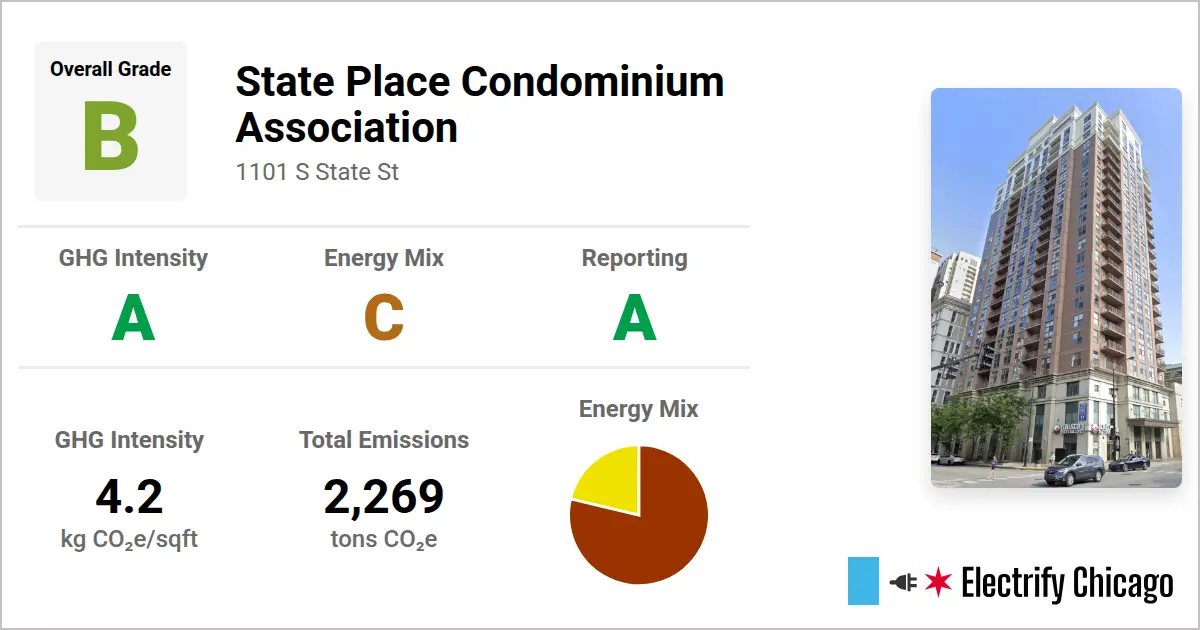 Overall Grade
B
State Place Condominium
Association
1101 S State St
GHG Intensity
A
Energy Mix
C
Reporting
A
GHG Intensity
4.2
kg CO₂e/sqft
Total Emissions
2,269
tons CO₂e
Energy Mix
Electrify Chicago